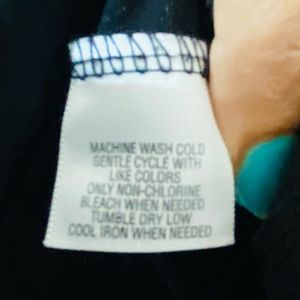 MACHINE WASH COLD
GENTLE CYCLE WITH
LIKE COLORS
ONLY NON-CHLORINE
BLEACH WHEN NEEDED
TUMBLE DRY LOW
COOL IRON WHEN NEEDED